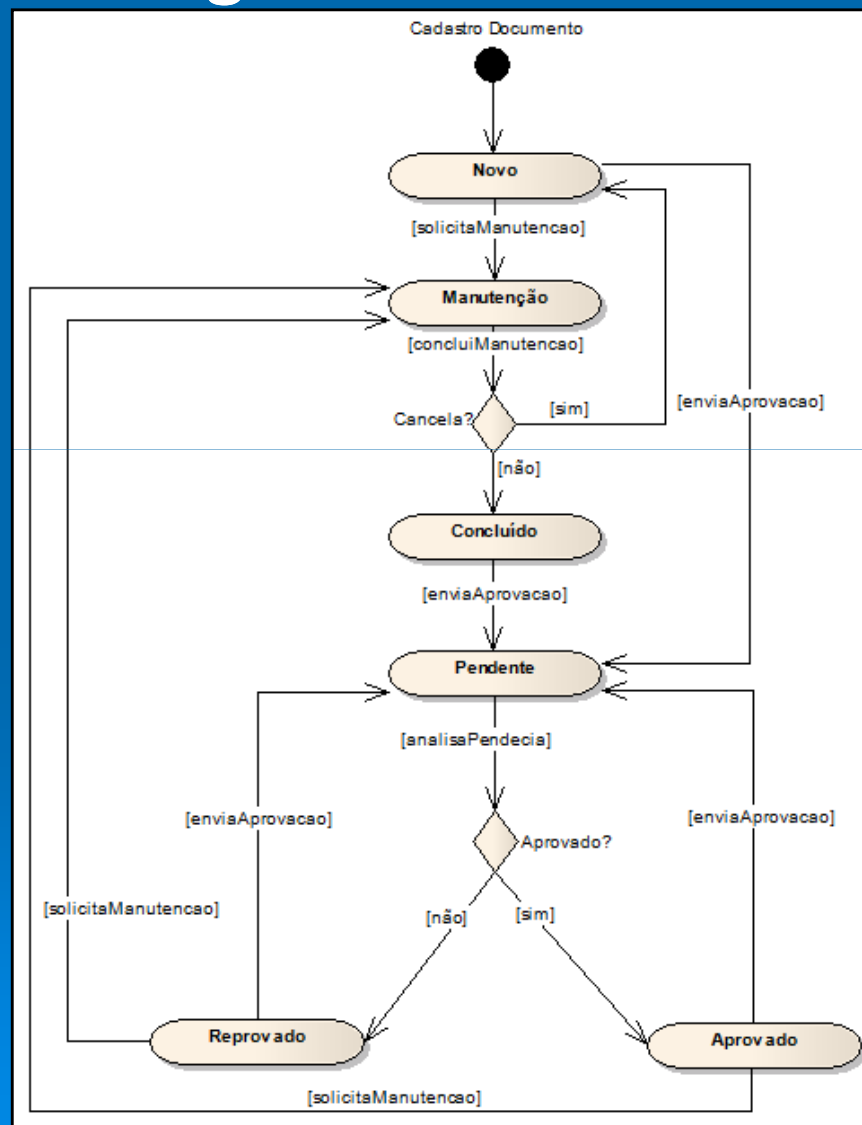 Cadastro Documento
Novo
[solicitaManutencao]
Manutenção
[concluiManutencao]
Cancela?
[sim]
[enviaAprovacao]
[não]
Concluído
[enviaAprovacao]
Pendente
[analisaPendecia]
[enviaAprovacao]
[enviaAprovacao]
Aprovado?
[solicitaManutencao]
[não]
[sim]
Reprovado
Aprovado
[solicitaManutencao]